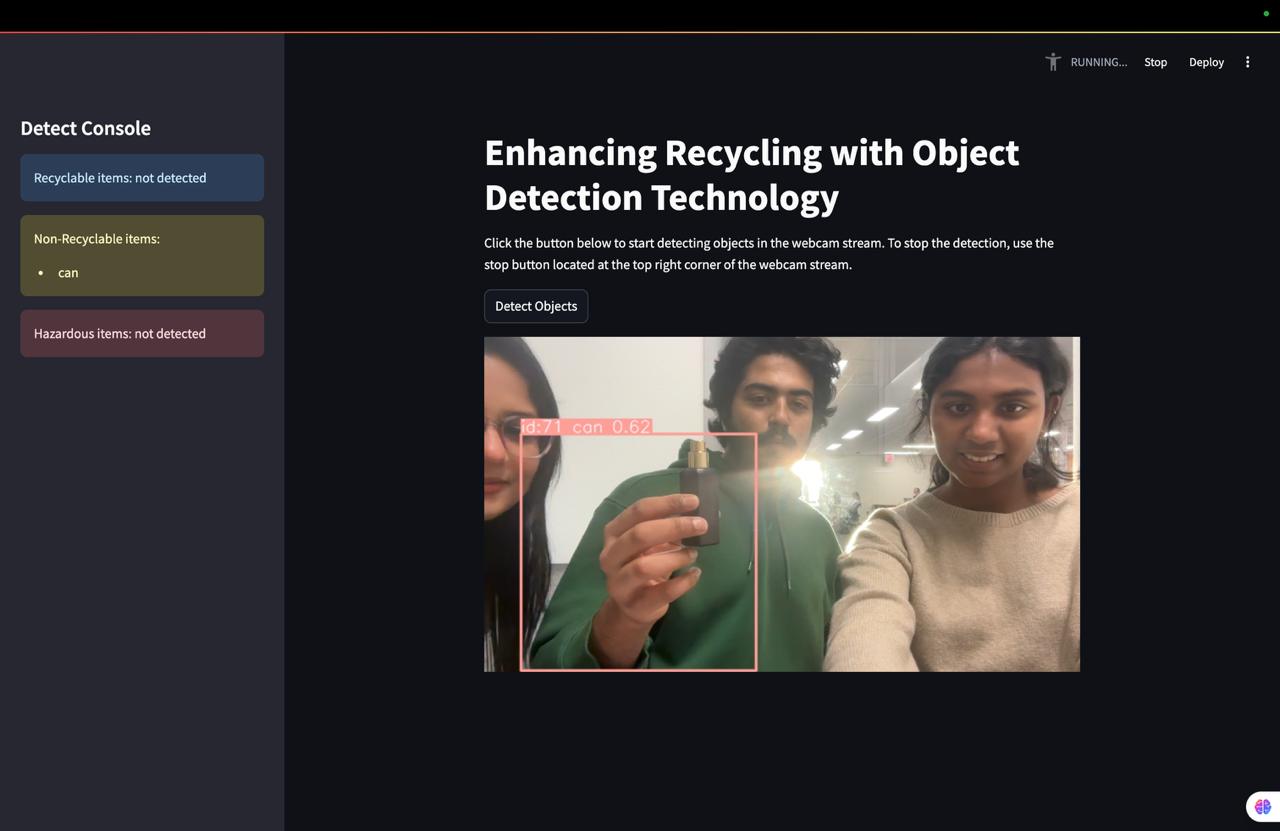 RUNNING...
Stop
Deploy
Detect Console
Recyclable items: not detected
Non-Recyclable items:
• can
Hazardous items: not detected
Enhancing Recycling with Object
Detection Technology
Click the button below to start detecting objects in the webcam stream. To stop the detection, use the
stop button located at the top right corner of the webcam stream.
Detect Objects
id:71 can 0.62